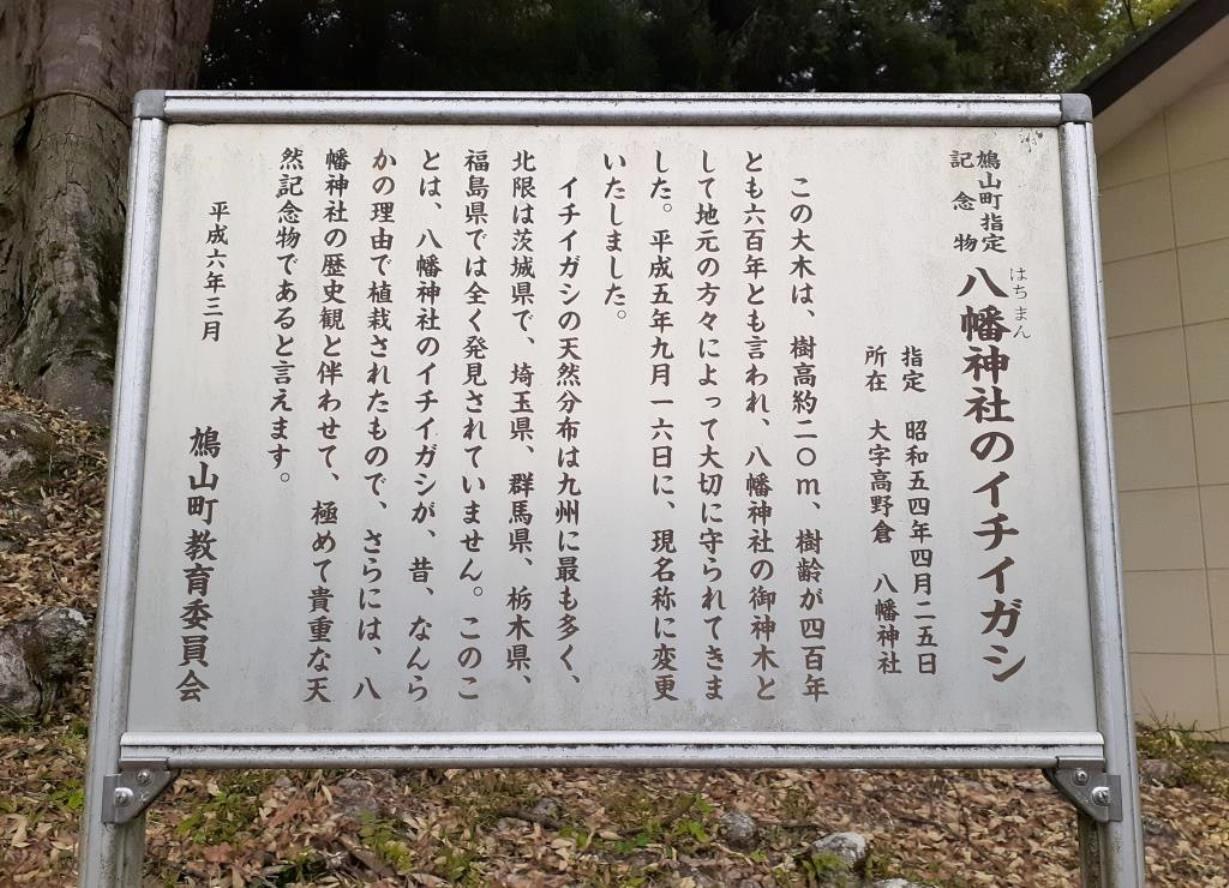 鳩山町指定
記念物
八幡神社のイチイガシ
はちまん
指定　昭和五四年四月二五日
所在　大字高野倉　八幡神社
この大木は、樹高約二〇ｍ、樹齢が四百年
とも六百年とも言われ、八幡神社の御神木と
して地元の方々によって大切に守られてきま
した。平成五年九月一六日に、現名称に変更
いたしました。
イチイガシの天然分布は九州に最も多く、
北限は茨城県で、埼玉県、群馬県、栃木県、
福島県では全く発見されていません。このこ
とは、八幡神社のイチイガシが、昔、なんら
かの理由で植栽されたもので、さらには、八
幡神社の歴史観と伴わせて、極めて貴重な天
然記念物であると言えます。
平成六年三月
鳩山町教育委員会